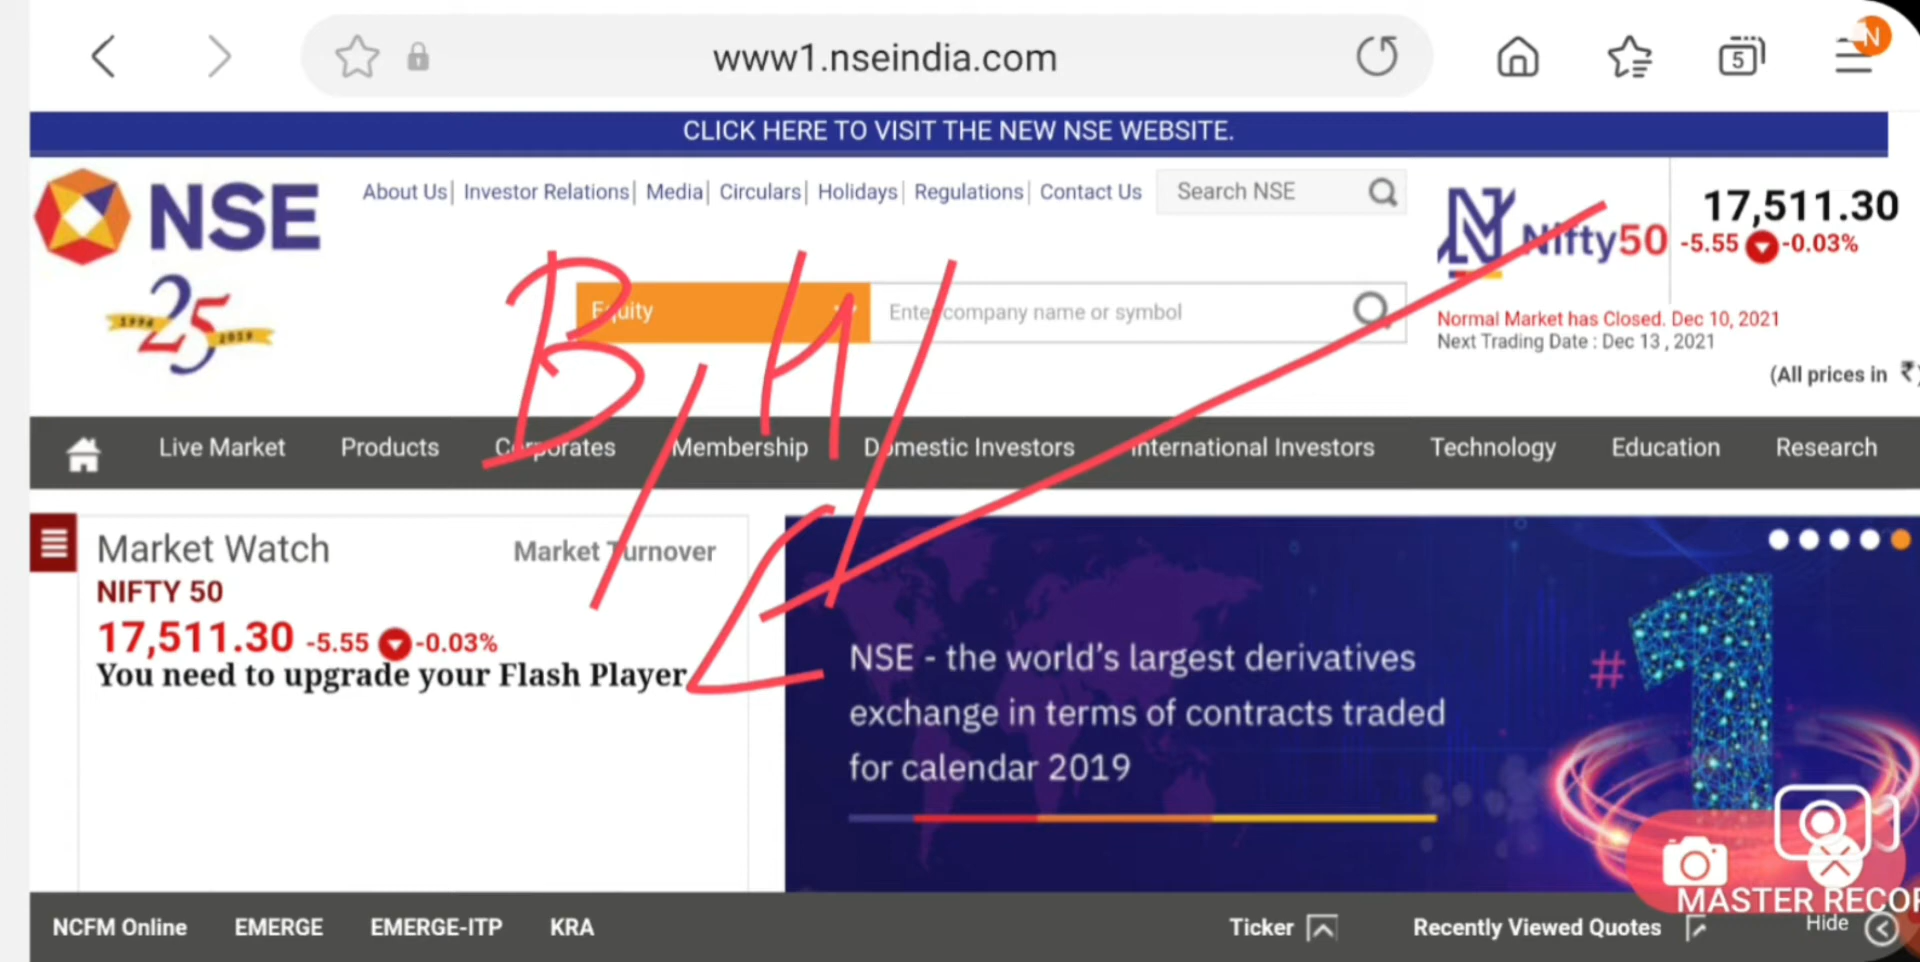 www1.nseindia.com
5
N
CLICK HERE TO VISIT THE NEW NSE WEBSITE.
NSE
25
1994 2019
About Us| Investor Relations| Media| Circulars| Holidays| Regulations| Contact Us
Search NSE
Nifty50
17,511.30
-5.55 -0.03%
Equity
Enter company name or symbol
Normal Market has Closed. Dec 10, 2021
Next Trading Date : Dec 13 , 2021
(All prices in ₹)
B, H/
Live Market Products Corporates Membership Domestic Investors International Investors Technology Education Research
Market Watch
Market Turnover
NIFTY 50
17,511.30 -5.55 -0.03%
You need to upgrade your Flash Player
NSE - the world's largest derivatives
exchange in terms of contracts traded
for calendar 2019
#1
MASTER RECOR
NCFM Online EMERGE EMERGE-ITP KRA
Ticker
Recently Viewed Quotes
Hide